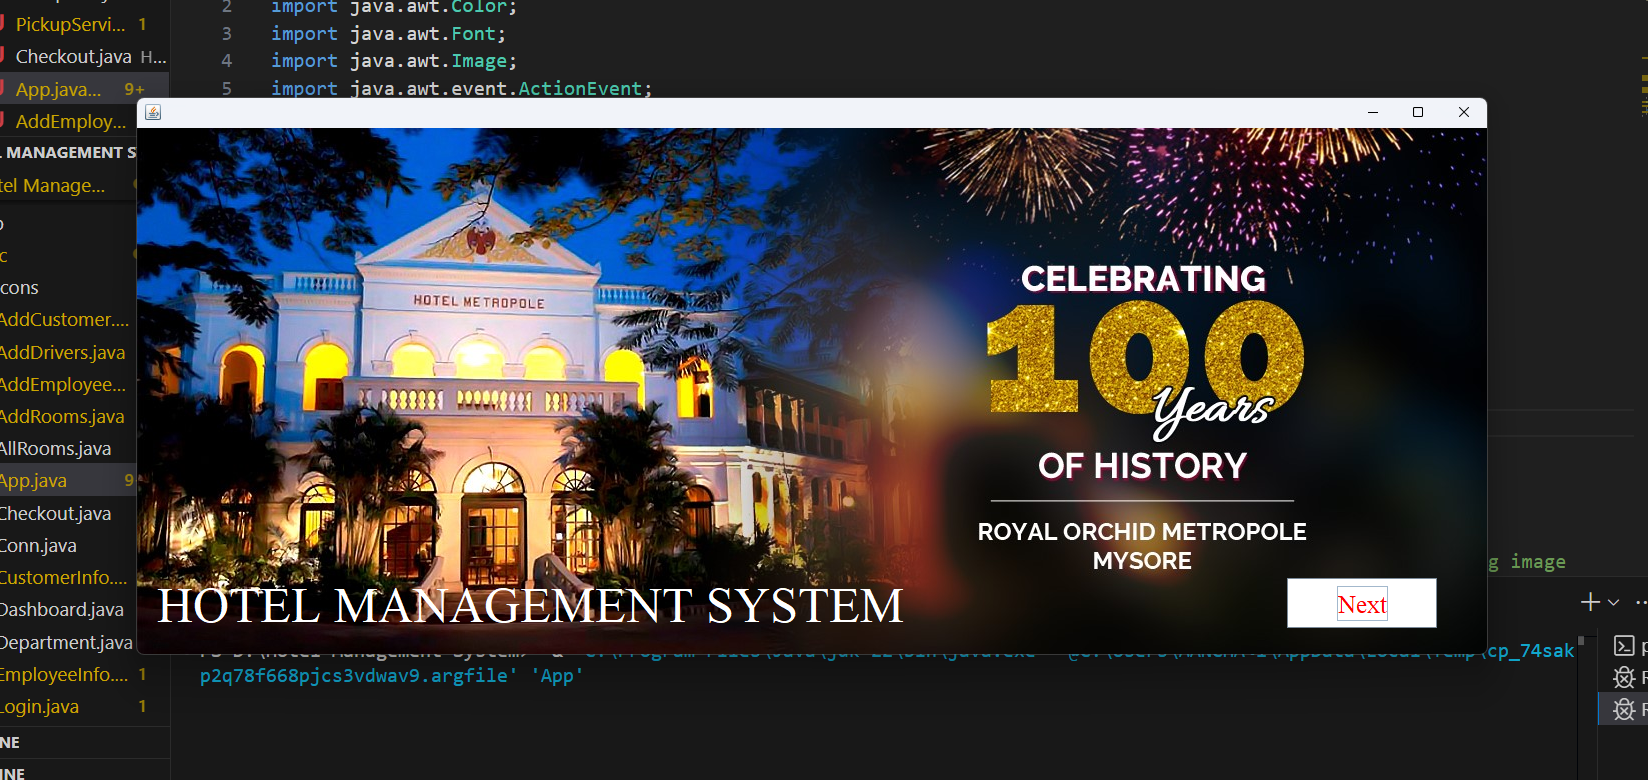 PickupServi... 1
Checkout.java H...
App.java... 9+
AddEmploy...
MANAGEMENT S
tel Manage...
cons
AddCustomer....
AddDrivers.java
AddEmployee...
AddRooms.java
AllRooms.java
App.java 9
Checkout.java
Conn.java
CustomerInfo....
Dashboard.java
Department.java
EmployeeInfo.... 1
Login.java 1
NE
INE
2 import java.awt.Color;
3 import java.awt.Font;
4 import java.awt.Image;
5 import java.awt.event.ActionEvent;
HOTEL METROPOLE
CELEBRATING
100
Years
OF HISTORY
ROYAL ORCHID METROPOLE
MYSORE
HOTEL MANAGEMENT SYSTEM
Next
g image
cp_74sak
p2q78f668pjcs3vdwav9.argfile' 'App'